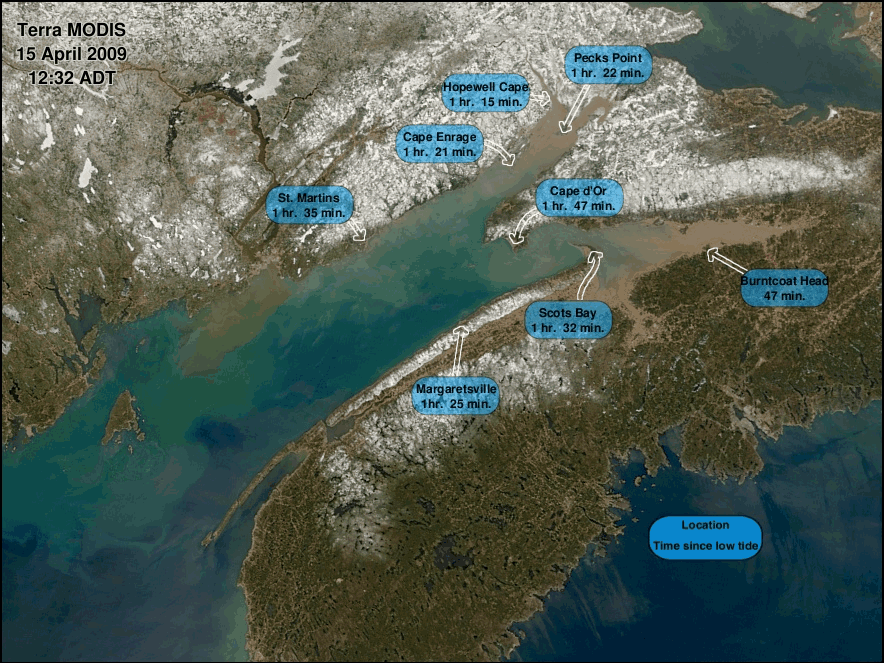 Terra MODIS
15 April 2009
12:32 ADT
Pecks Point
1 hr. 22 min.
Hopewell Cape
1 hr. 15 min.
Cape Enrage
1 hr. 21 min.
Cape d'Or
1 hr. 47 min.
St. Martins
1 hr. 35 min.
Burntcoat Head
47 min.
Scots Bay
1 hr. 32 min.
Margaretsville
1hr. 25 min.
Location
Time since low tide